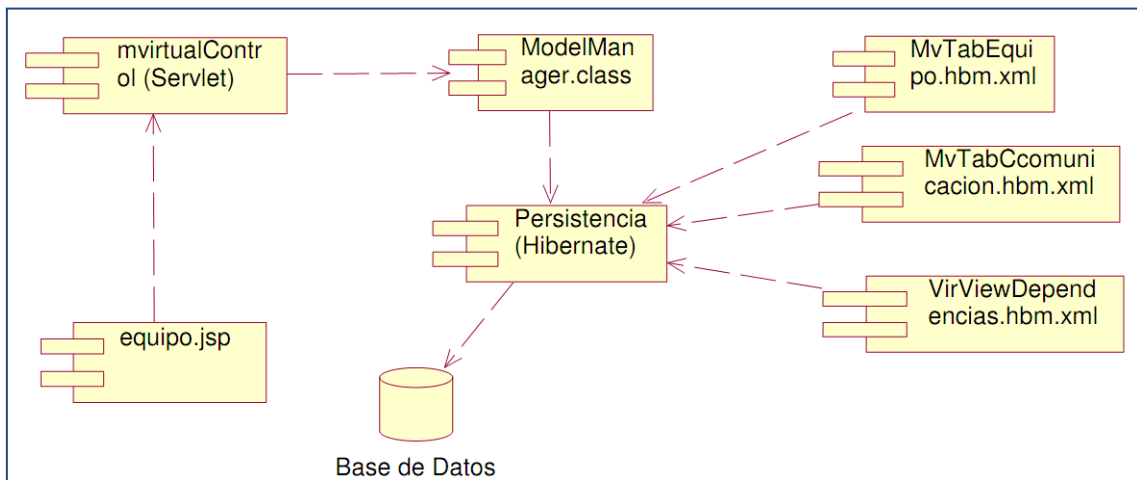 mvirtualContr
ol (Servlet)
ModelMan
ager.class
MvTabEqui
po.hbm.xml
MvTabCcomuni
cacion.hbm.xml
Persistencia
(Hibernate)
VirViewDepend
encias.hbm.xml
equipo.jsp
Base de Datos